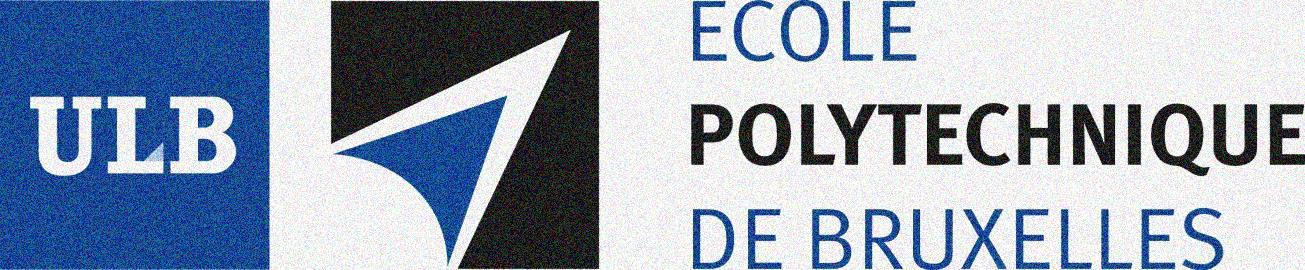 ULB
ECOLE
POLYTECHNIQUE
DE BRUXELLES